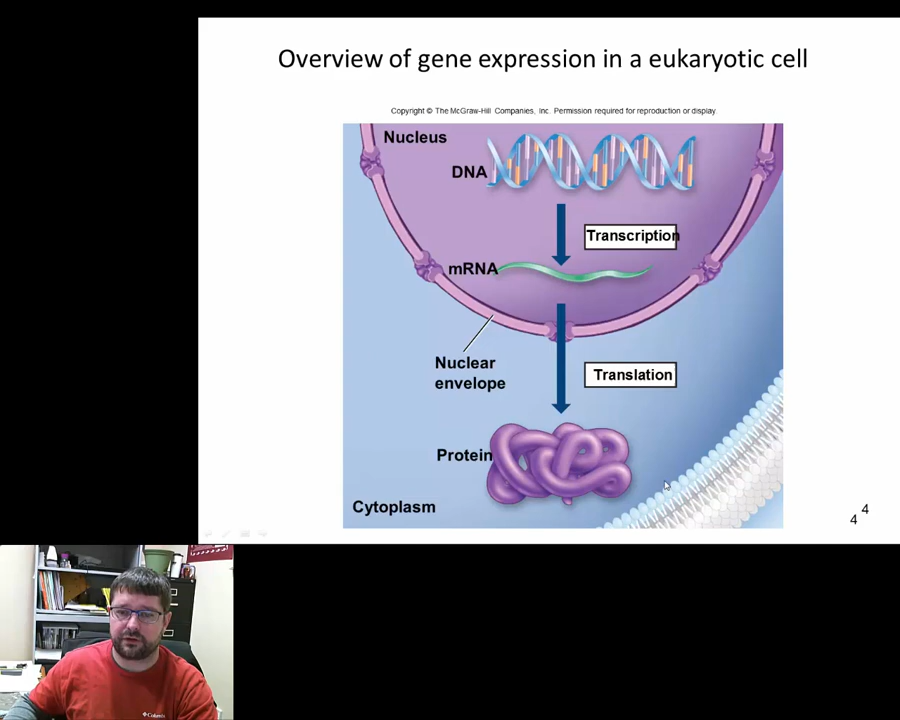 Overview of gene expression in a eukaryotic cell
Copyright © The McGraw-Hill Companies, Inc. Permission required for reproduction or display.
Nucleus
DNA
Transcription
mRNA
Nuclear
envelope
Translation
Protein
Cytoplasm
4
4
Columbia